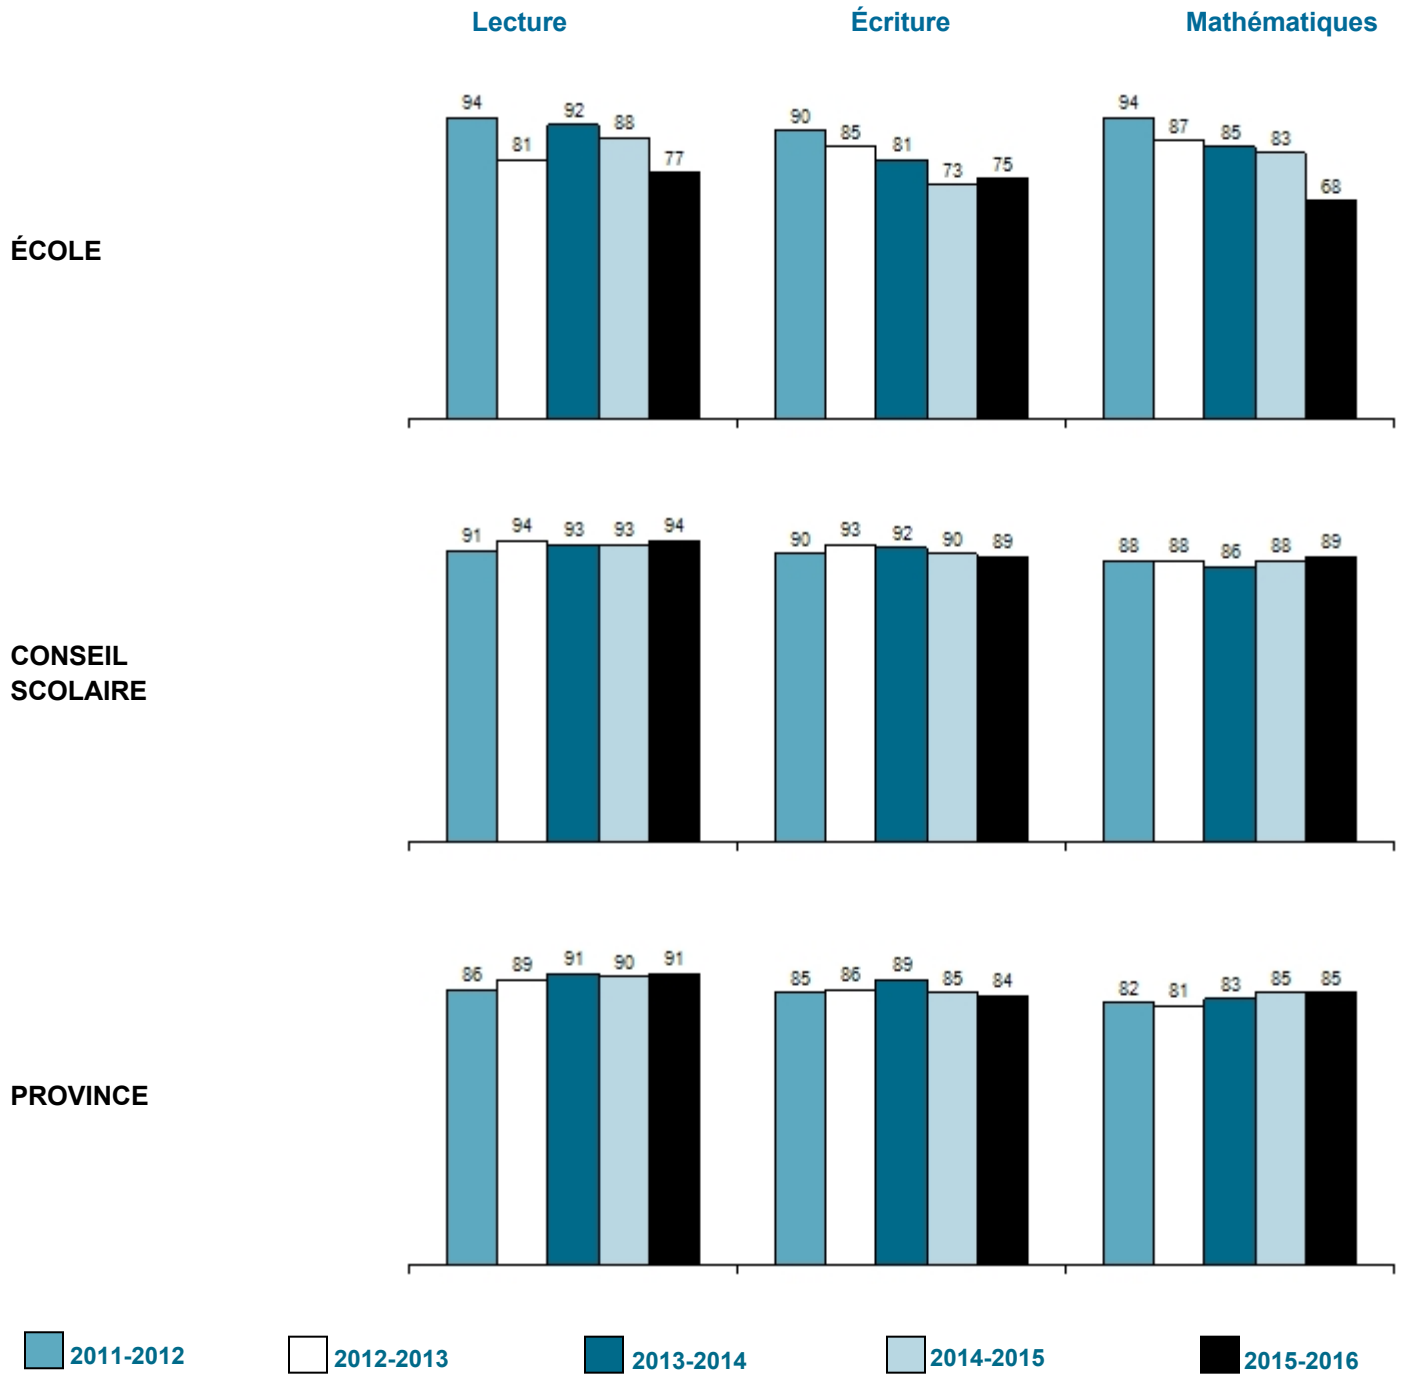 Lecture Écriture Mathématiques
94 81 92 88 77 90 85 81 73 75 94 87 85 83 68
ÉCOLE
91 94 93 93 94 90 93 92 90 89 88 88 86 88 89
CONSEIL
SCOLAIRE
86 89 91 90 91 85 86 89 85 84 82 81 83 85 85
PROVINCE
2011-2012 2012-2013 2013-2014 2014-2015 2015-2016